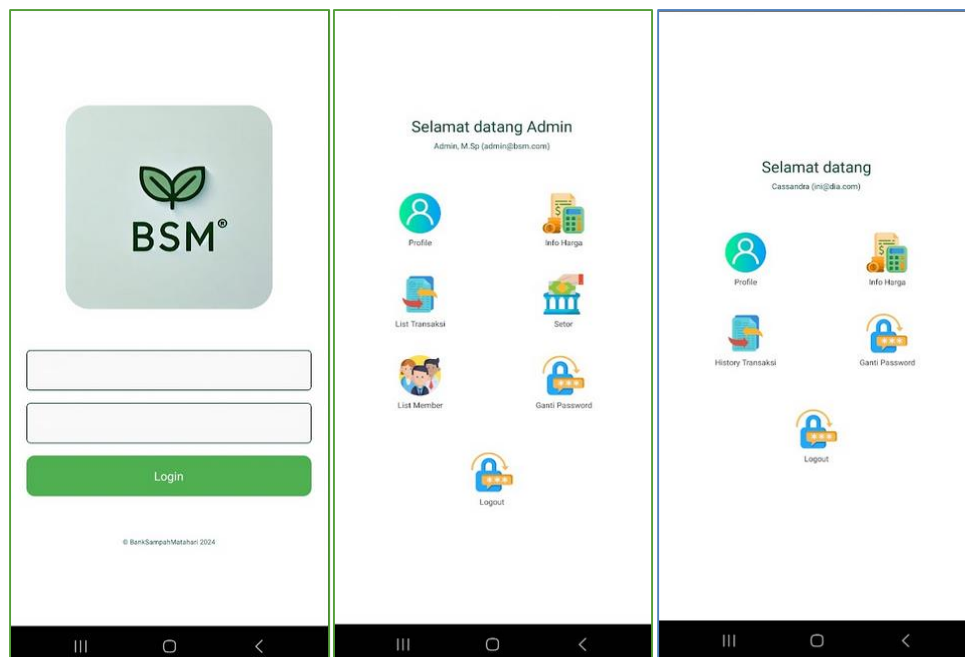 BSM®
Login
© BankSampahMatahari 2024
Selamat datang Admin
Admin, M.Sp (admin@bsm.com)
Profile
Info Harga
List Transaksi
Setor
List Member
Ganti Password
Logout
Selamat datang
Cassandra (ini@dia.com)
Profile
Info Harga
History Transaksi
Ganti Password
Logout